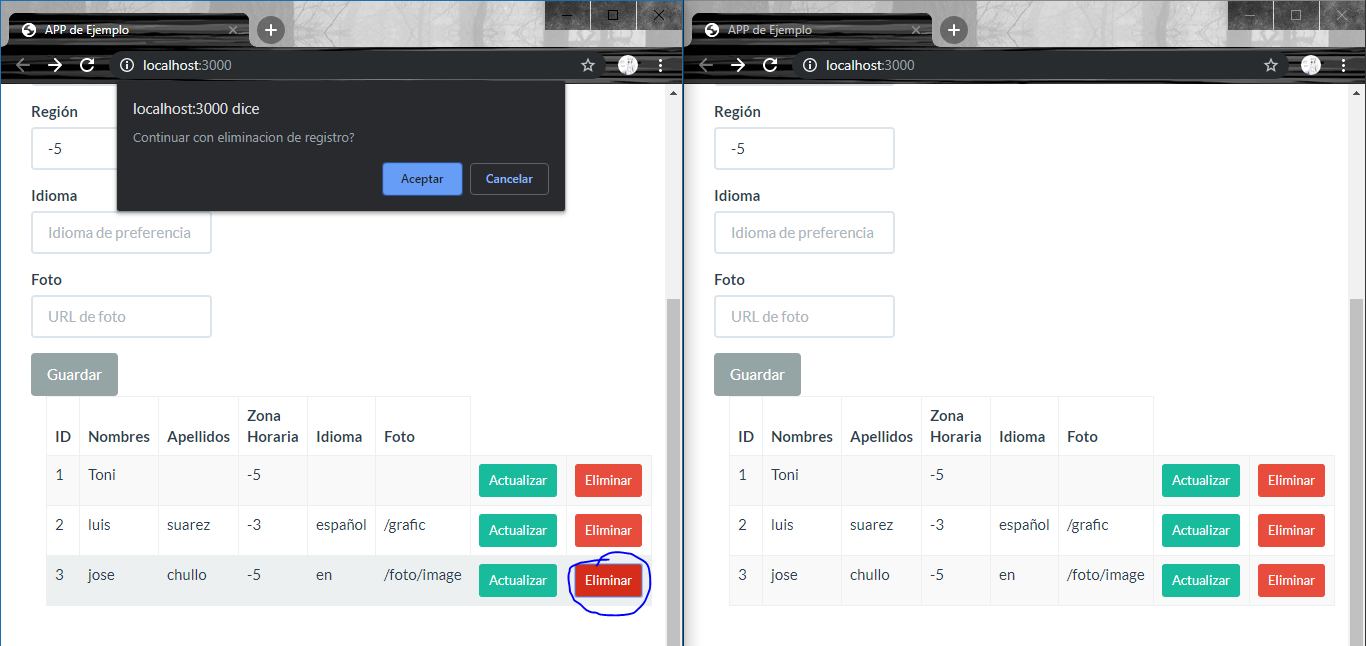 APP de Ejemplo
localhost:3000
localhost:3000 dice
Continuar con eliminacion de registro?
Aceptar Cancelar
Región
-5
Idioma
Idioma de preferencia
Foto
URL de foto
Guardar
ID Nombres Apellidos Zona Horaria Idioma Foto
1 Toni -5 Actualizar Eliminar
2 luis suarez -3 español /grafic Actualizar Eliminar
3 jose chullo -5 en /foto/image Actualizar Eliminar
APP de Ejemplo
localhost:3000
Región
-5
Idioma
Idioma de preferencia
Foto
URL de foto
Guardar
ID Nombres Apellidos Zona Horaria Idioma Foto
1 Toni -5 Actualizar Eliminar
2 luis suarez -3 español /grafic Actualizar Eliminar
3 jose chullo -5 en /foto/image Actualizar Eliminar